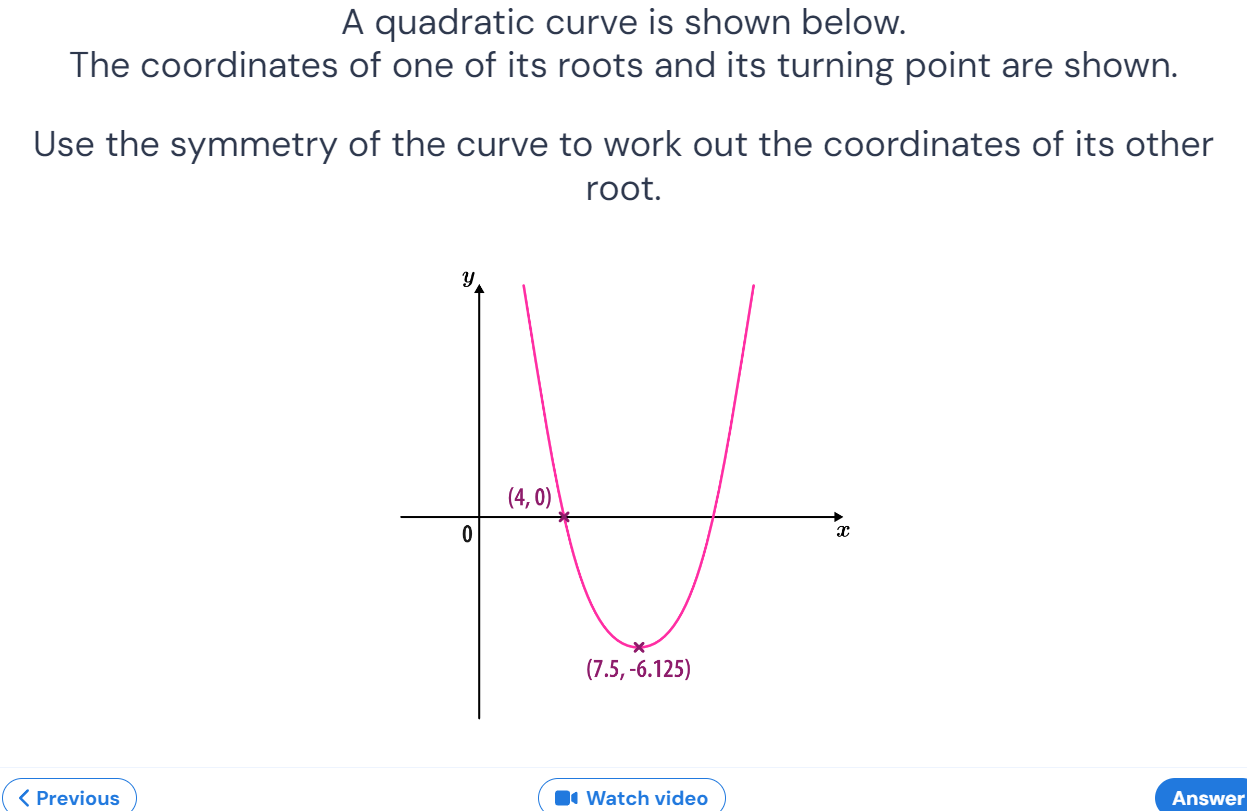 A quadratic curve is shown below.
The coordinates of one of its roots and its turning point are shown.
Use the symmetry of the curve to work out the coordinates of its other
root.
y
(4, 0)
0
x
(7.5, -6.125)
Previous
Watch video
Answer